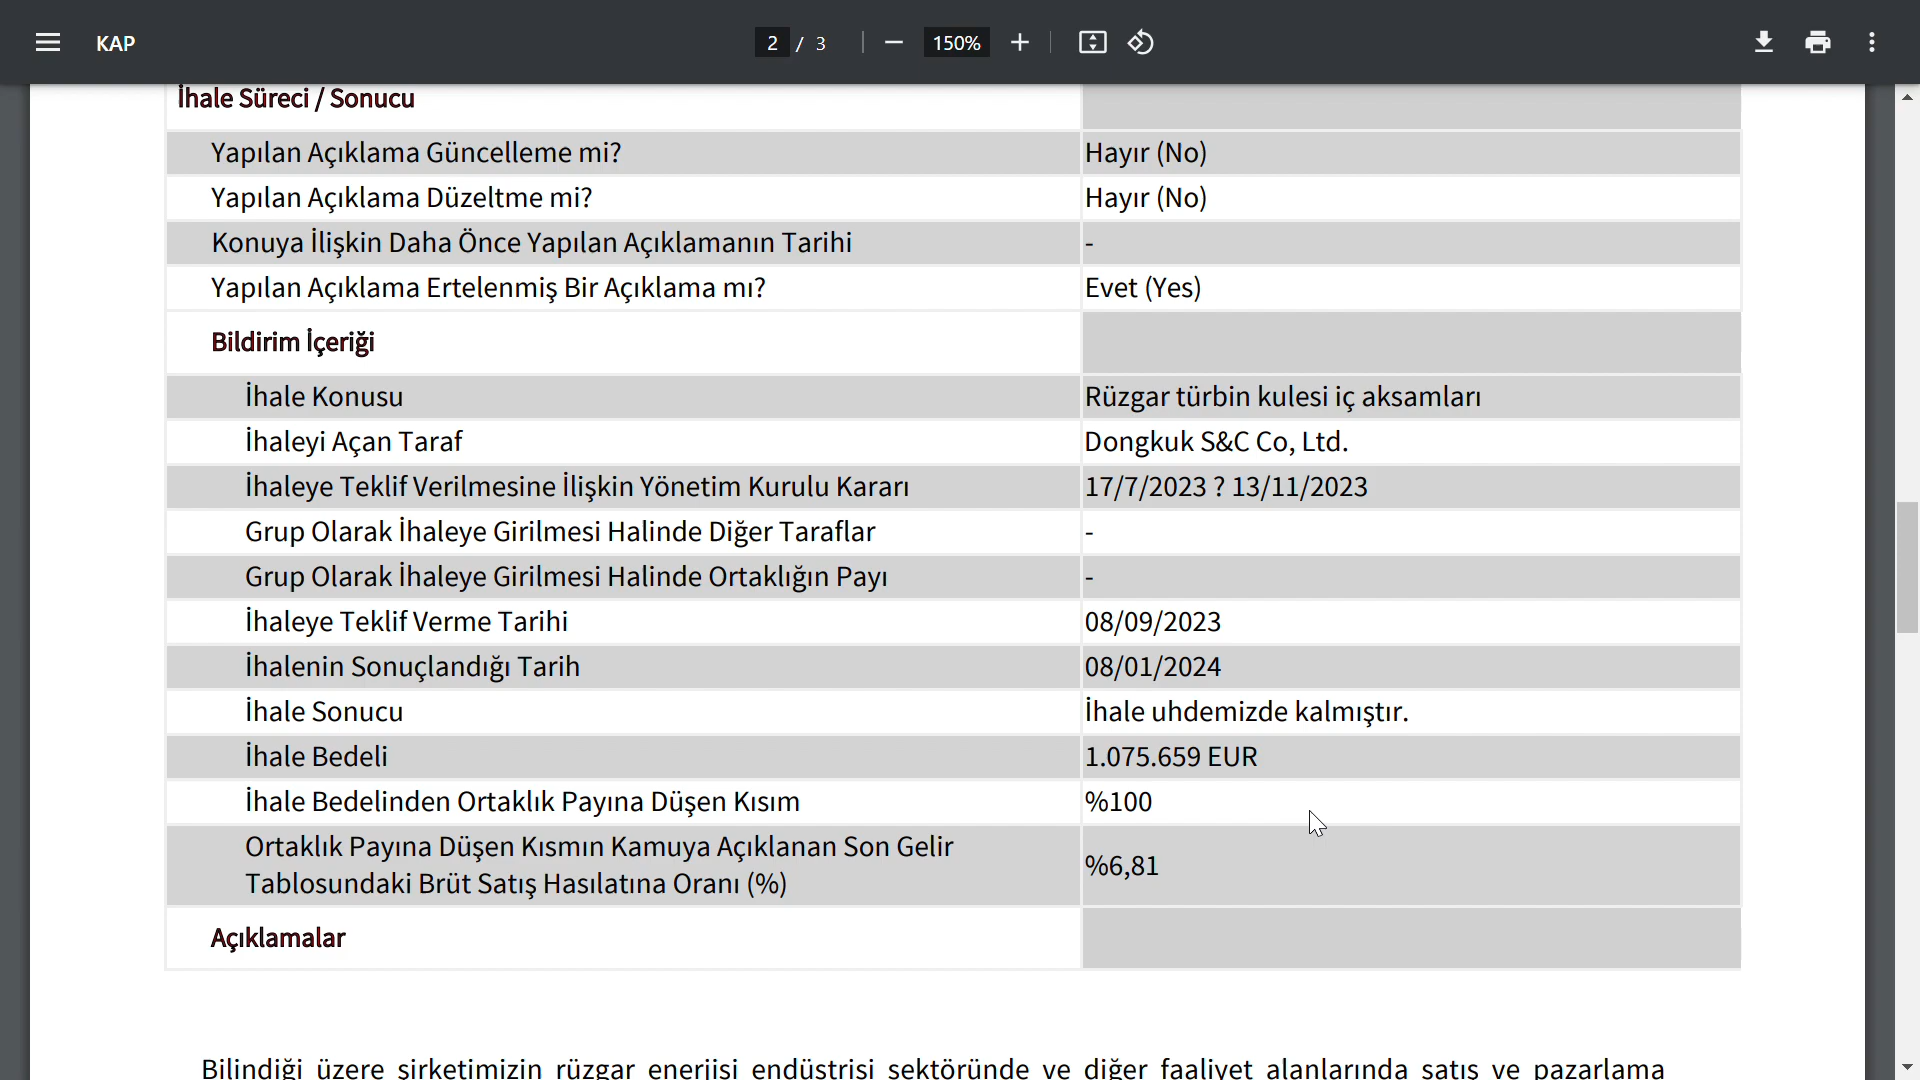 KAP
2 / 3
150%
İhale Süreci / Sonucu
Yapılan Açıklama Güncelleme mi? Hayır (No)
Yapılan Açıklama Düzeltme mi? Hayır (No)
Konuya İlişkin Daha Önce Yapılan Açıklamanın Tarihi -
Yapılan Açıklama Ertelenmiş Bir Açıklama mı? Evet (Yes)
Bildirim İçeriği
İhale Konusu Rüzgar türbin kulesi iç aksamları
İhaleyi Açan Taraf Dongkuk S&C Co, Ltd.
İhaleye Teklif Verilmesine İlişkin Yönetim Kurulu Kararı 17/7/2023 ? 13/11/2023
Grup Olarak İhaleye Girilmesi Halinde Diğer Taraflar -
Grup Olarak İhaleye Girilmesi Halinde Ortaklığın Payı -
İhaleye Teklif Verme Tarihi 08/09/2023
İhalenin Sonuçlandığı Tarih 08/01/2024
İhale Sonucu İhale uhdemizde kalmıştır.
İhale Bedeli 1.075.659 EUR
İhale Bedelinden Ortaklık Payına Düşen Kısım %100
Ortaklık Payına Düşen Kısmın Kamuya Açıklanan Son Gelir
Tablosundaki Brüt Satış Hasılatına Oranı (%) %6,81
Açıklamalar
Bilindiği üzere şirketimizin rüzgar enerjisi endüstrisi sektöründe ve diğer faaliyet alanlarında satış ve pazarlama